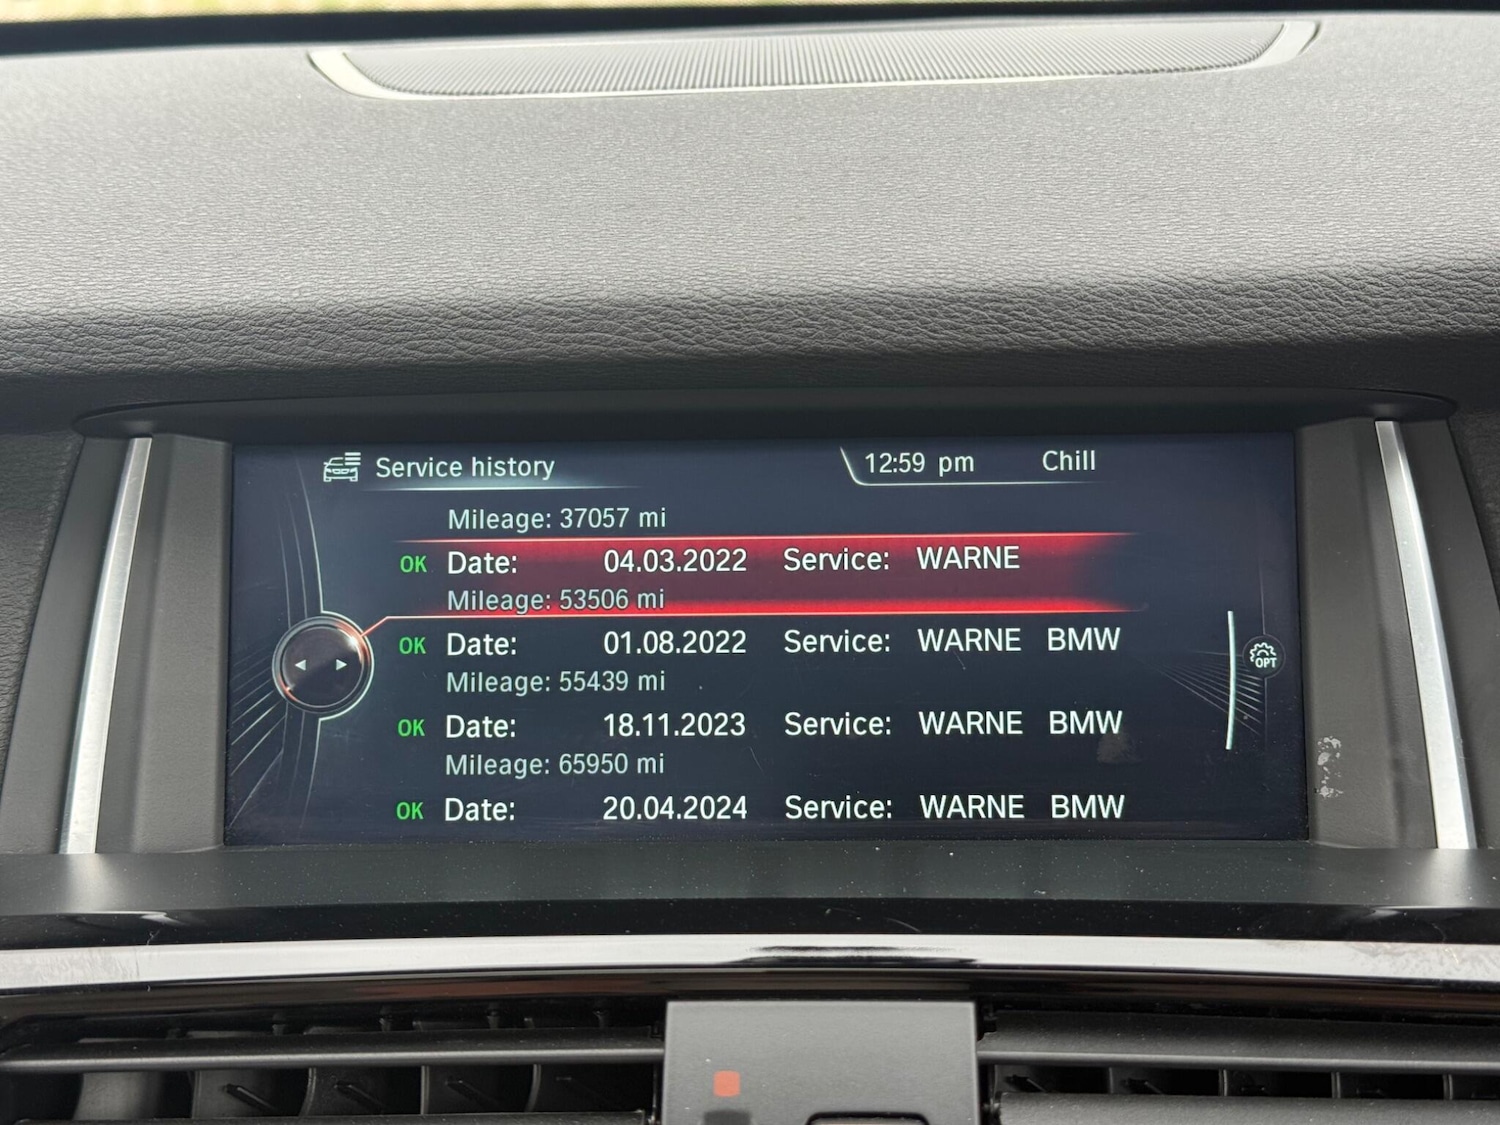 Service history 12:59 pm Chill
Mileage: 37057 mi
OK Date: 04.03.2022 Service: WARNE
Mileage: 53506 mi
OK Date: 01.08.2022 Service: WARNE BMW
Mileage: 55439 mi
OK Date: 18.11.2023 Service: WARNE BMW
Mileage: 65950 mi
OK Date: 20.04.2024 Service: WARNE BMW
OPT